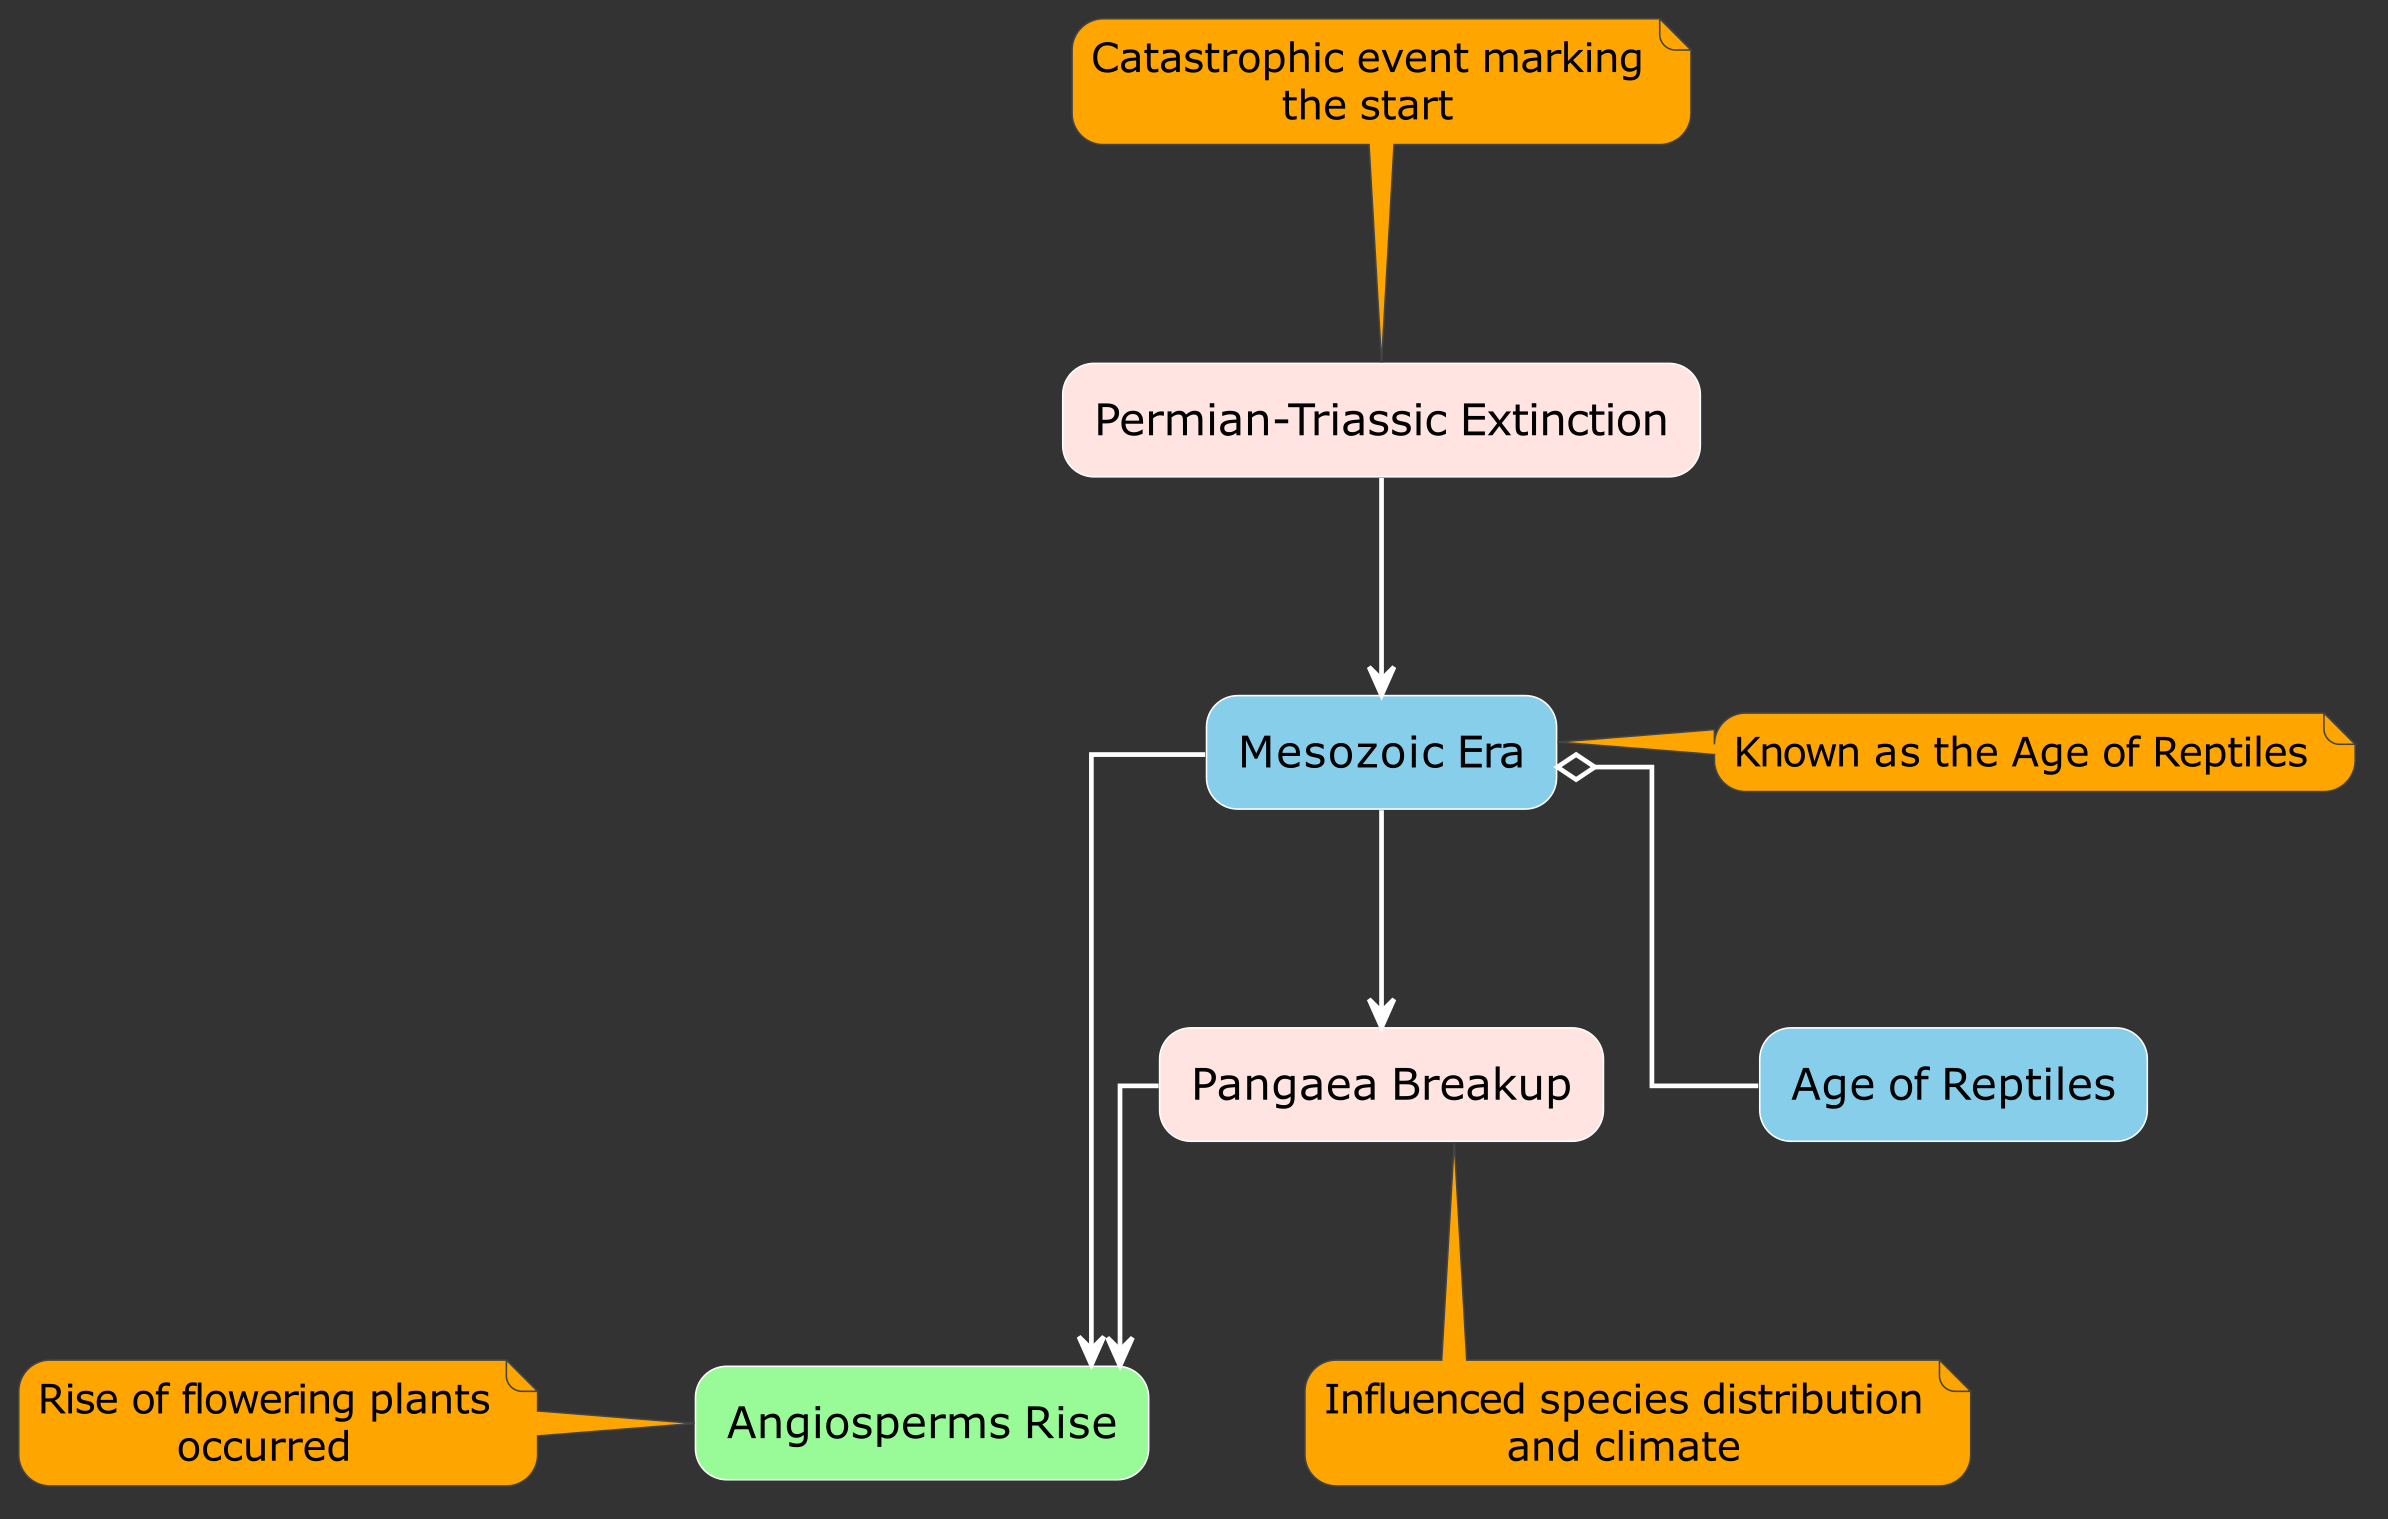 Catastrophic event marking
the start
Permian-Triassic Extinction
Mesozoic Era
Known as the Age of Reptiles
Pangaea Breakup
Age of Reptiles
Rise of flowering plants
occurred
Angiosperms Rise
Influenced species distribution
and climate